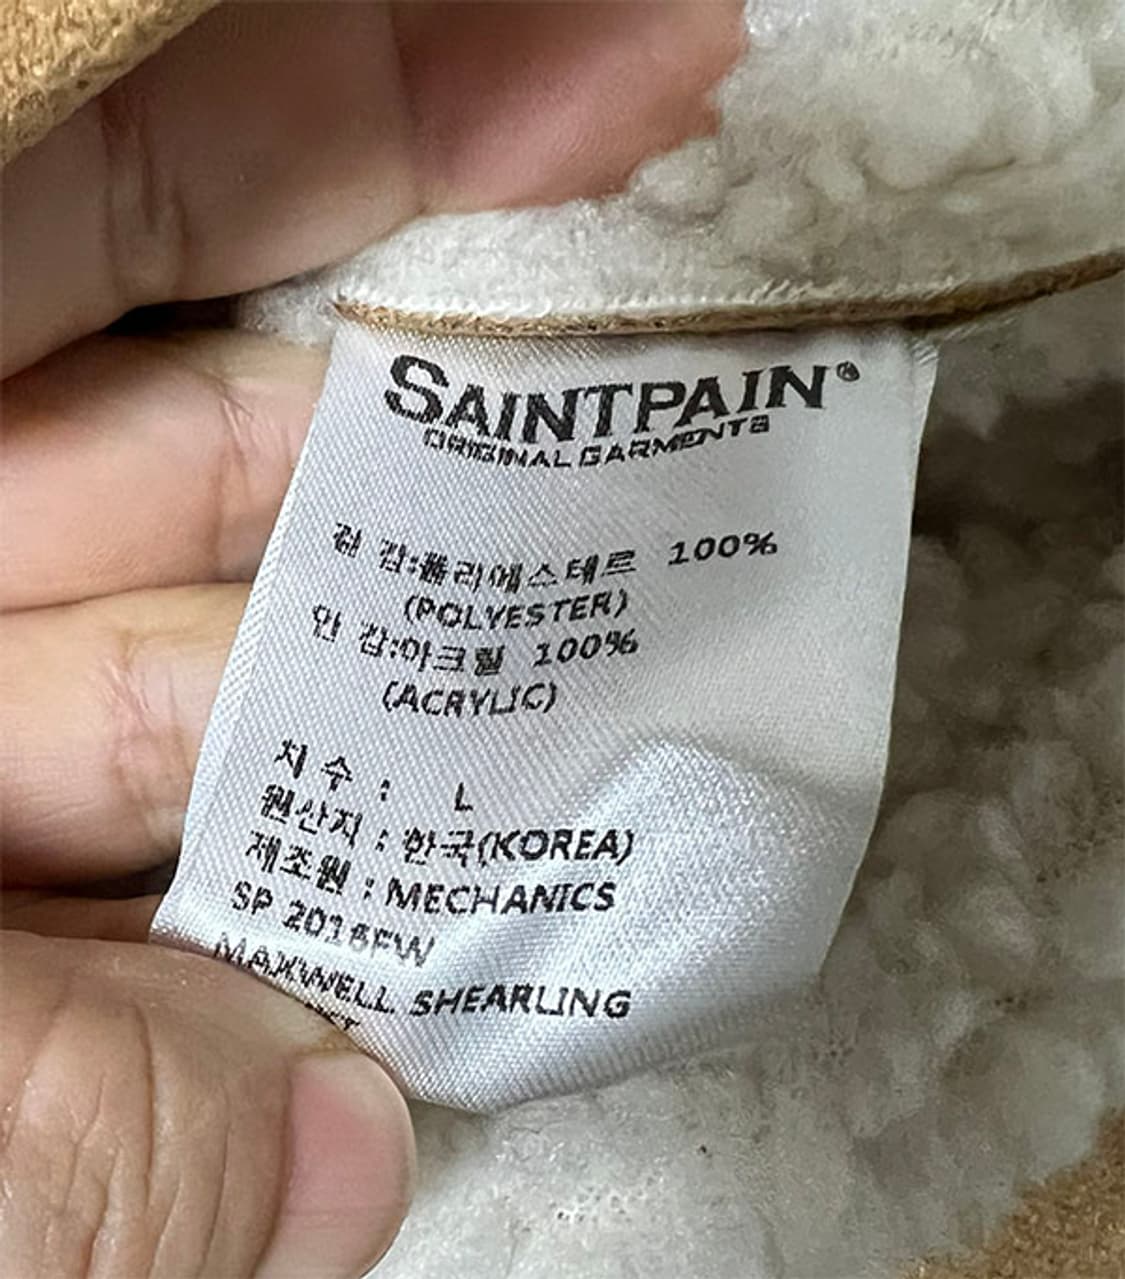 SAINTPAIN®
ORIGINAL GARMENTS
겉 감:폴리에스테르 100%
(POLYESTER)
안 감:아크릴 100%
(ACRYLIC)
치 수 : L
원산지 : 한국(KOREA)
제조원 : MECHANICS
SP 2016FW
MAXWELL SHEARLING